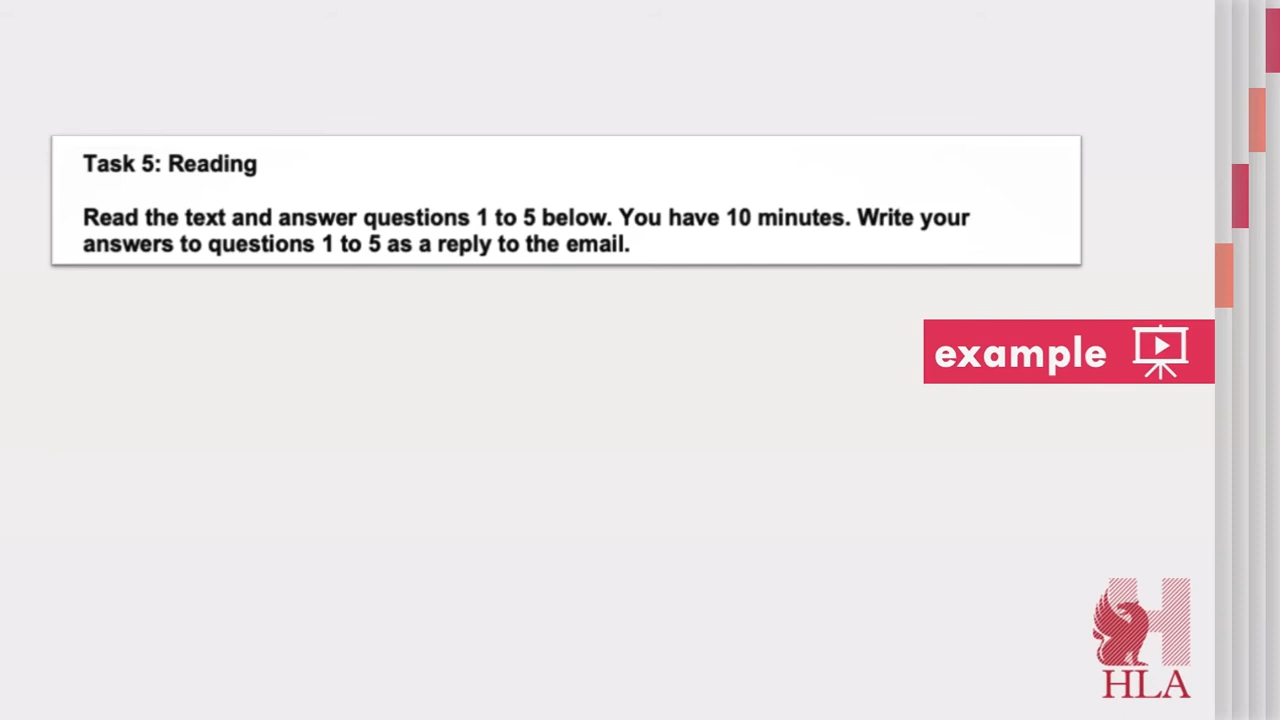 Task 5: Reading
Read the text and answer questions 1 to 5 below. You have 10 minutes. Write your
answers to questions 1 to 5 as a reply to the email.
example
H
HLA